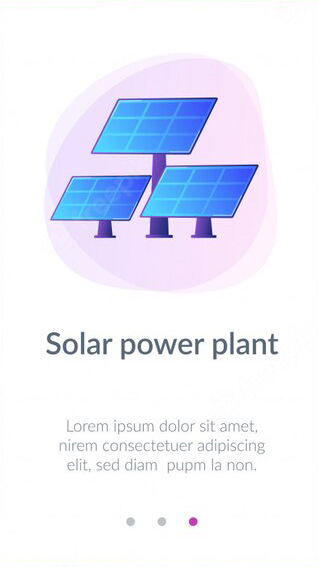 Solar power plant
Lorem ipsum dolor sit amet,
nirem consectetuer adipiscing
elit, sed diam  pupm la non.